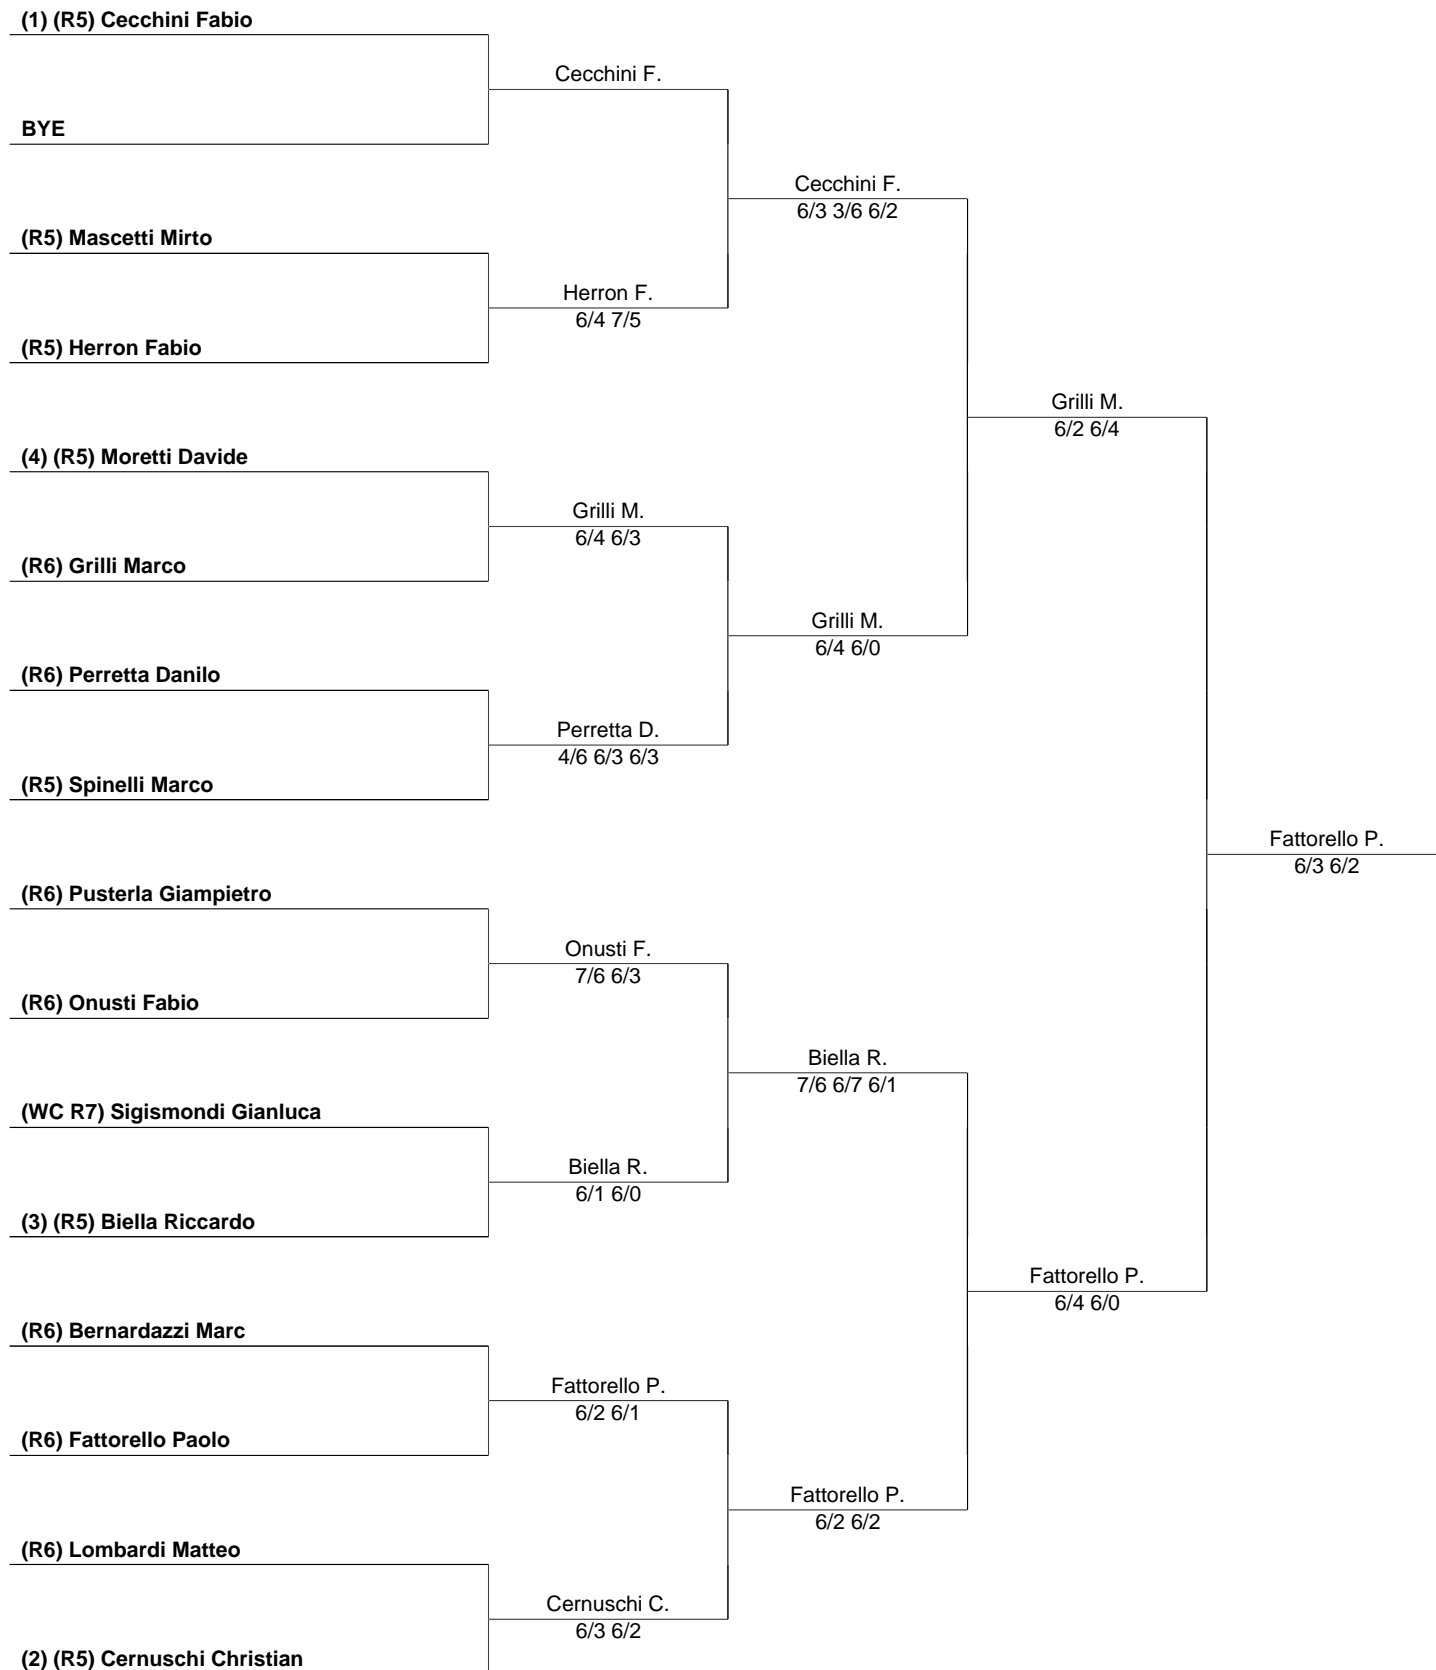 (1) (R5) Cecchini Fabio
Cecchini F.
BYE
Cecchini F.
6/3 3/6 6/2
(R5) Mascetti Mirto
Herron F.
6/4 7/5
(R5) Herron Fabio
Grilli M.
6/2 6/4
(4) (R5) Moretti Davide
Grilli M.
6/4 6/3
(R6) Grilli Marco
Grilli M.
6/4 6/0
(R6) Perretta Danilo
Perretta D.
4/6 6/3 6/3
(R5) Spinelli Marco
Fattorello P.
6/3 6/2
(R6) Pusterla Giampietro
Onusti F.
7/6 6/3
(R6) Onusti Fabio
Biella R.
7/6 6/7 6/1
(WC R7) Sigismondi Gianluca
Biella R.
6/1 6/0
(3) (R5) Biella Riccardo
Fattorello P.
6/4 6/0
(R6) Bernardazzi Marc
Fattorello P.
6/2 6/1
(R6) Fattorello Paolo
Fattorello P.
6/2 6/2
(R6) Lombardi Matteo
Cernuschi C.
6/3 6/2
(2) (R5) Cernuschi Christian